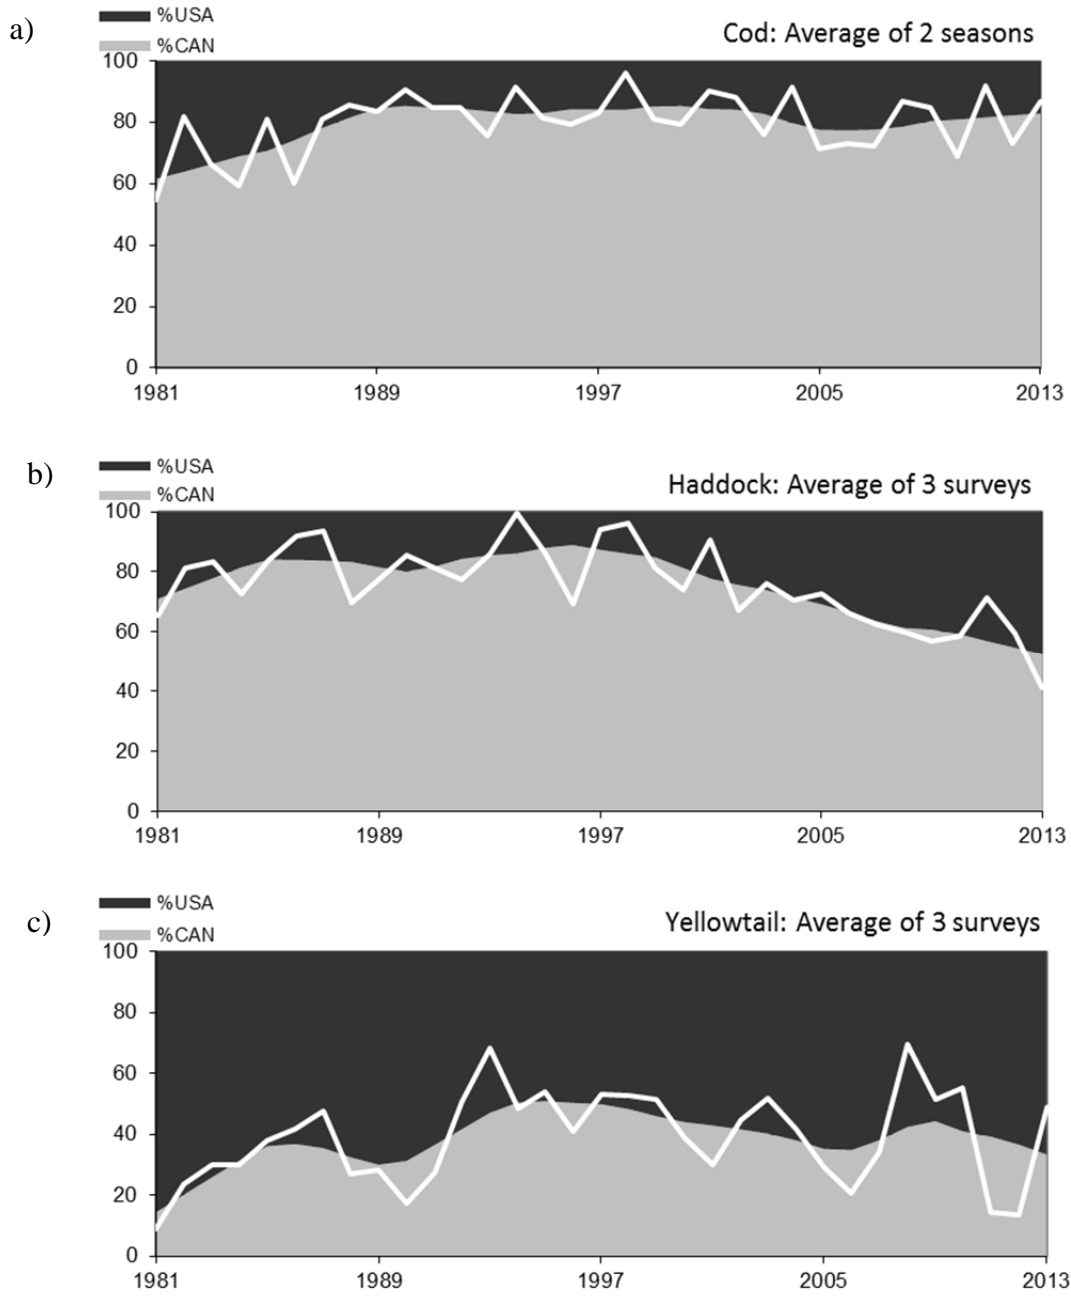 a)
%USA
%CAN
Cod: Average of 2 seasons
100
80
60
40
20
0
1981 1989 1997 2005 2013
b)
%USA
%CAN
Haddock: Average of 3 surveys
100
80
60
40
20
0
1981 1989 1997 2005 2013
c)
%USA
%CAN
Yellowtail: Average of 3 surveys
100
80
60
40
20
0
1981 1989 1997 2005 2013